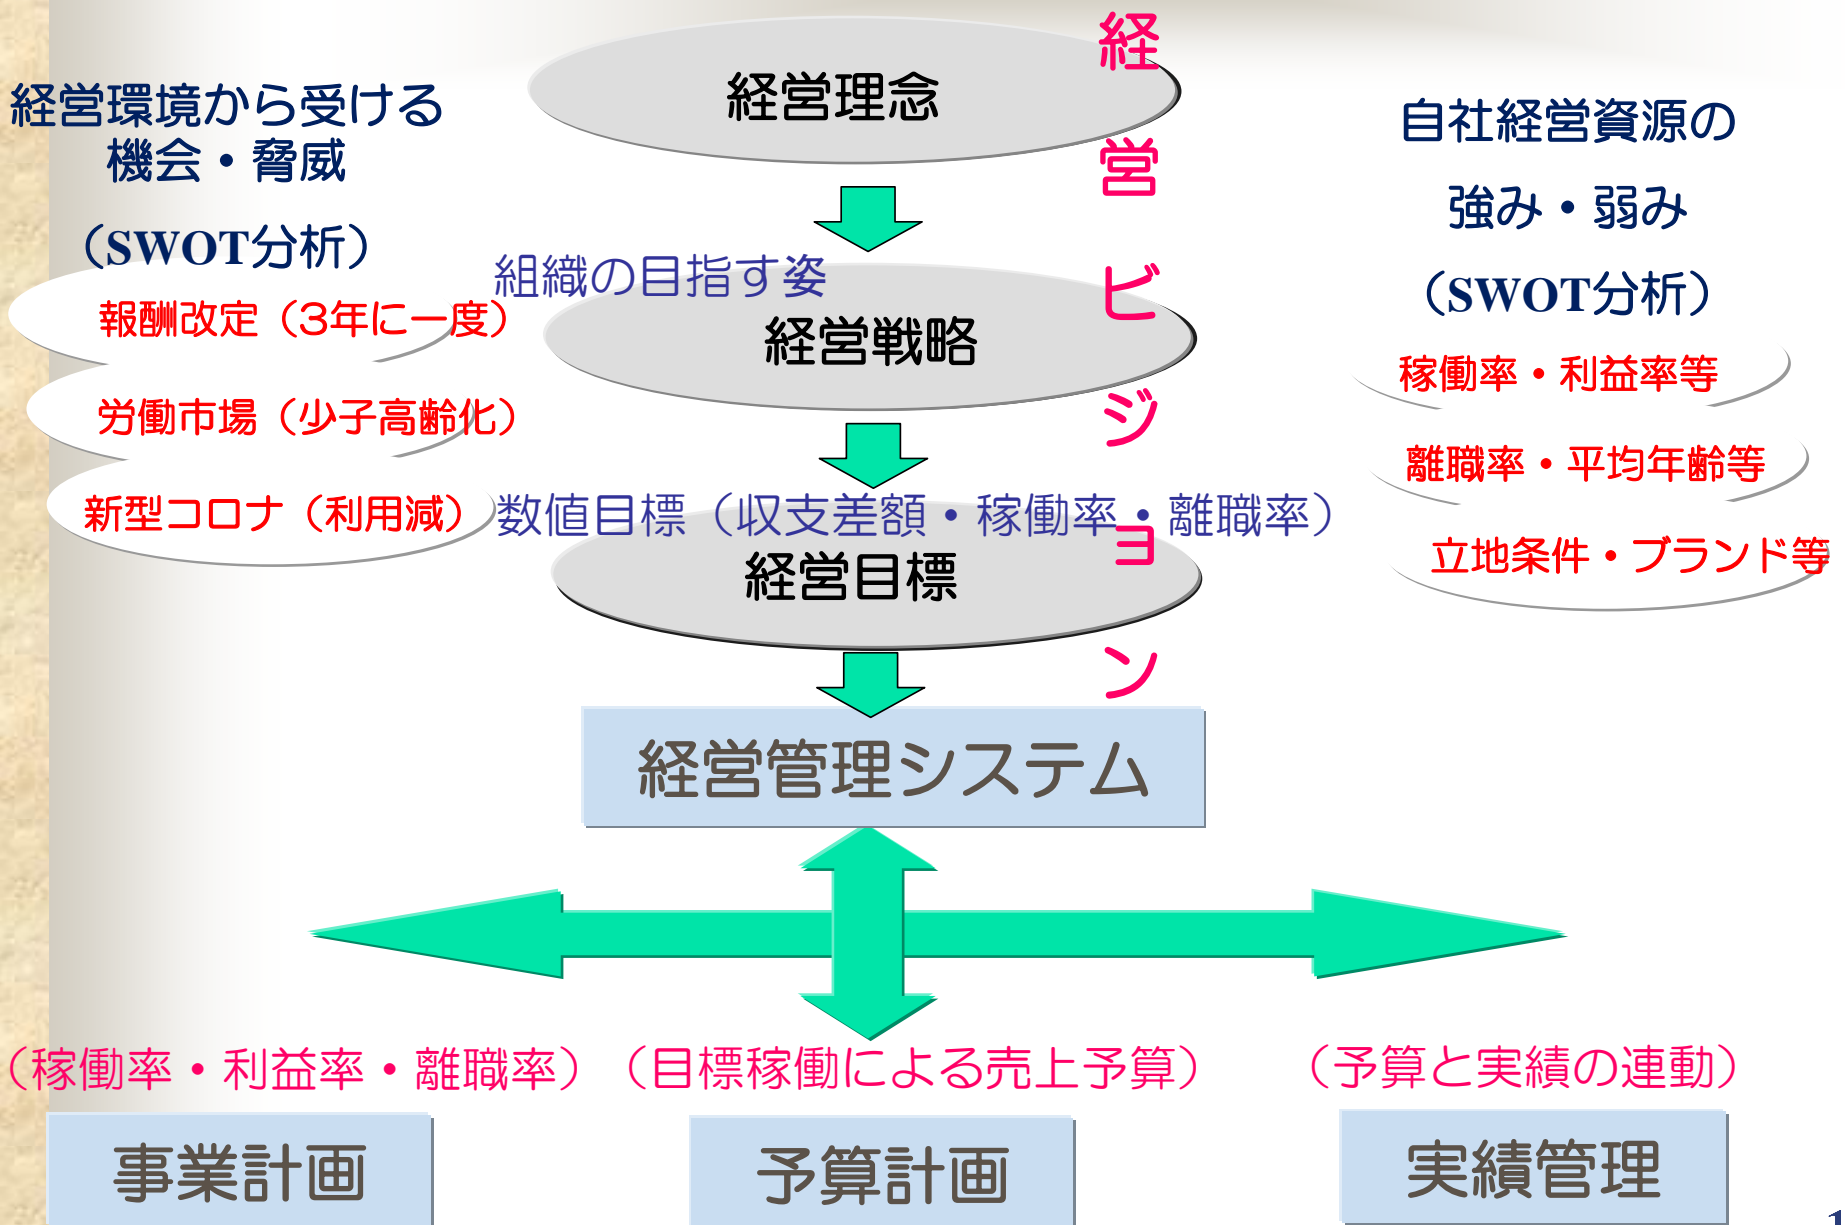 経営理念
経営ビジョン
経営環境から受ける
機会・脅威
（SWOT分析）
報酬改定（3年に一度）
労働市場（少子高齢化）
新型コロナ（利用減）
組織の目指す姿
経営戦略
数値目標（収支差額・稼働率・離職率）
経営目標
自社経営資源の
強み・弱み
（SWOT分析）
稼働率・利益率等
離職率・平均年齢等
立地条件・ブランド等
経営管理システム
（稼働率・利益率・離職率）
（目標稼働による売上予算）
（予算と実績の連動）
事業計画
予算計画
実績管理
1